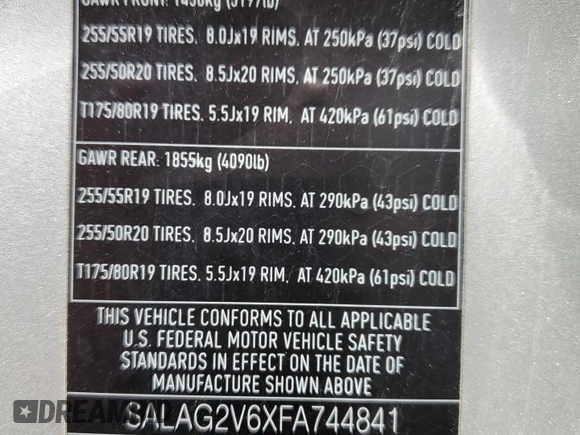 GAWR FRONT: 1450kg (3197lb)
255/55R19 TIRES. 8.0Jx19 RIMS. AT 250kPa (37psi) COLD
255/50R20 TIRES. 8.5Jx20 RIMS. AT 250kPa (37psi) COLD
T175/80R19 TIRES. 5.5Jx19 RIM. AT 420kPa (61psi) COLD
GAWR REAR: 1855kg (4090lb)
255/55R19 TIRES. 8.0Jx19 RIMS. AT 290kPa (43psi) COLD
255/50R20 TIRES. 8.5Jx20 RIMS. AT 290kPa (43psi) COLD
T175/80R19 TIRES. 5.5Jx19 RIM. AT 420kPa (61psi) COLD
THIS VEHICLE CONFORMS TO ALL APPLICABLE
U.S. FEDERAL MOTOR VEHICLE SAFETY
STANDARDS IN EFFECT ON THE DATE OF
MANUFACTURE SHOWN ABOVE
SALAG2V6XFA744841